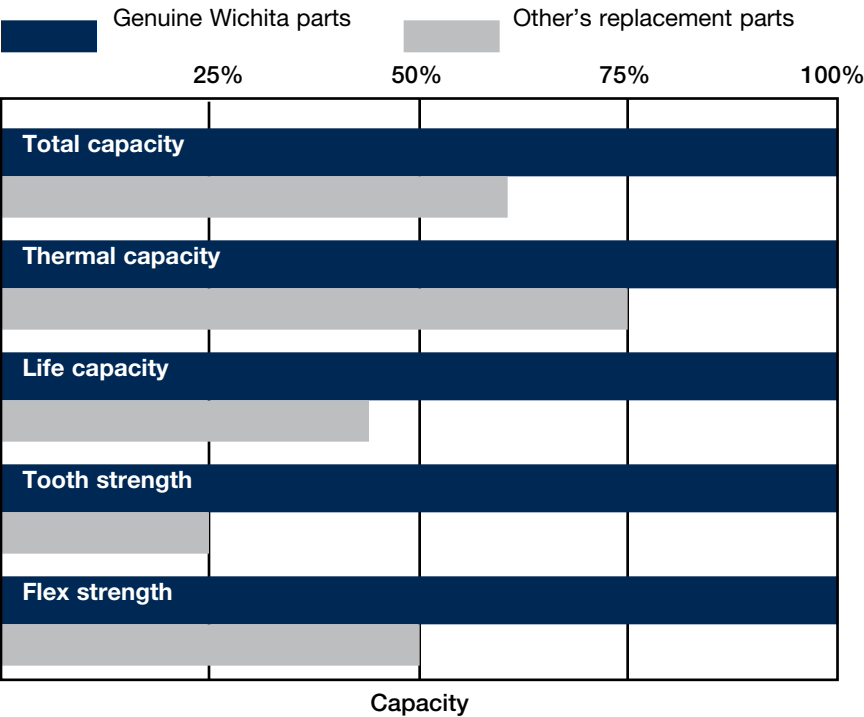 Genuine Wichita parts
Other's replacement parts
25% 50% 75% 100%
Total capacity
Thermal capacity
Life capacity
Tooth strength
Flex strength
Capacity